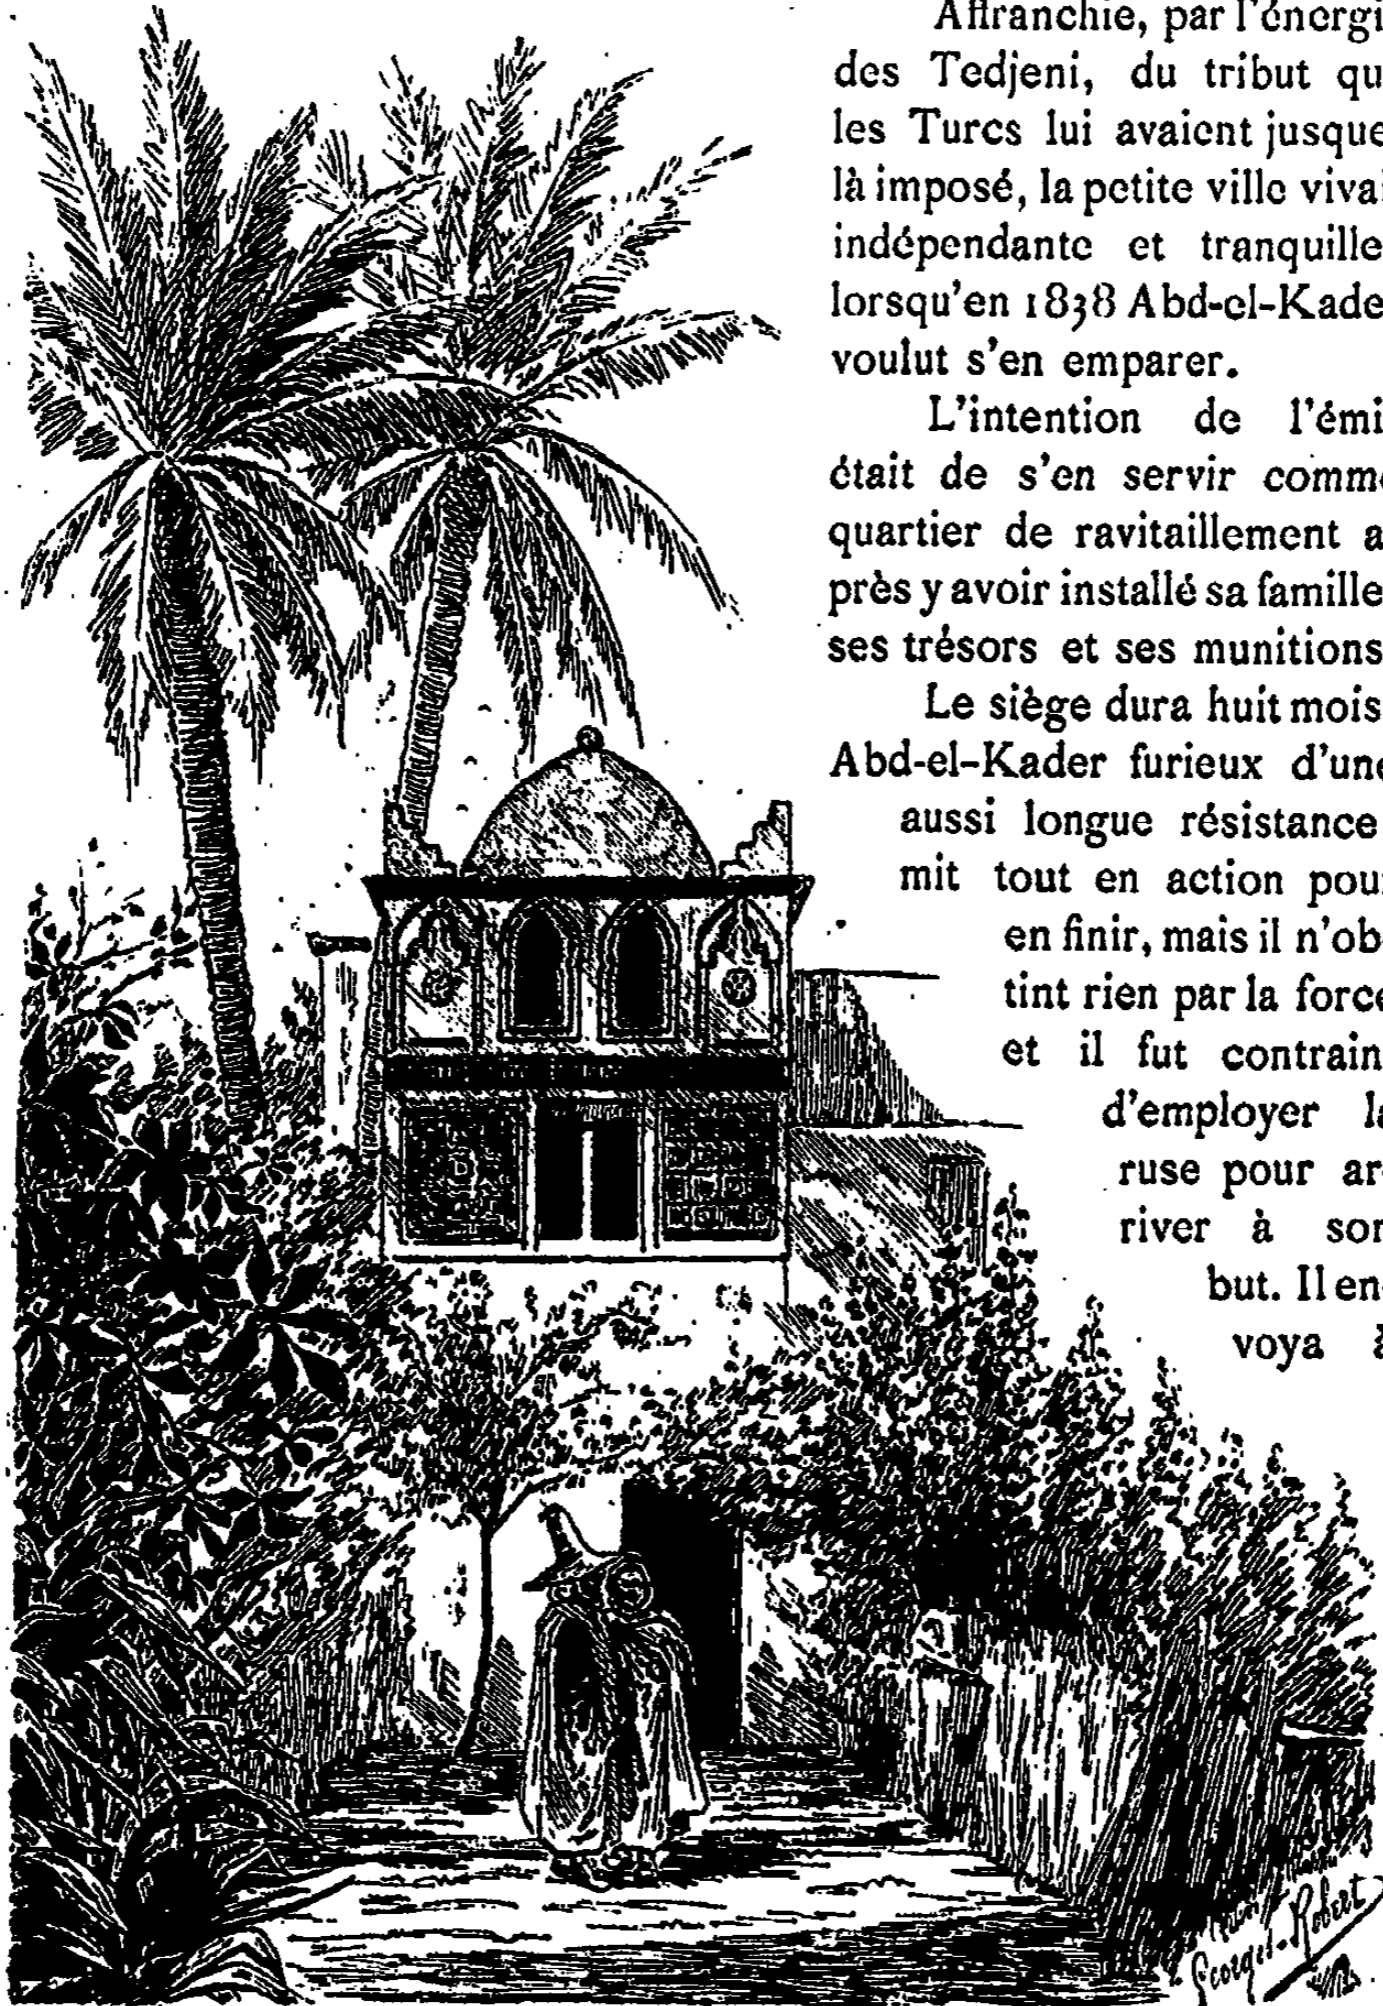 Affranchie, par l'énergi
des Tedjeni, du tribut qu
les Turcs lui avaient jusque
là imposé, la petite ville vivai
indépendante et tranquille
lorsqu'en 1838 Abd-el-Kade
voulut s'en emparer.
L'intention de l'émi
était de s'en servir comme
quartier de ravitaillement a
près y avoir installé sa famille
ses trésors et ses munitions
Le siège dura huit mois
Abd-el-Kader furieux d'une
aussi longue résistance
mit tout en action pour
en finir, mais il n'ob-
tint rien par la force
et il fut contrain
d'employer la
ruse pour ar-
river à son
but. Il en-
voya à
Georges-Robert